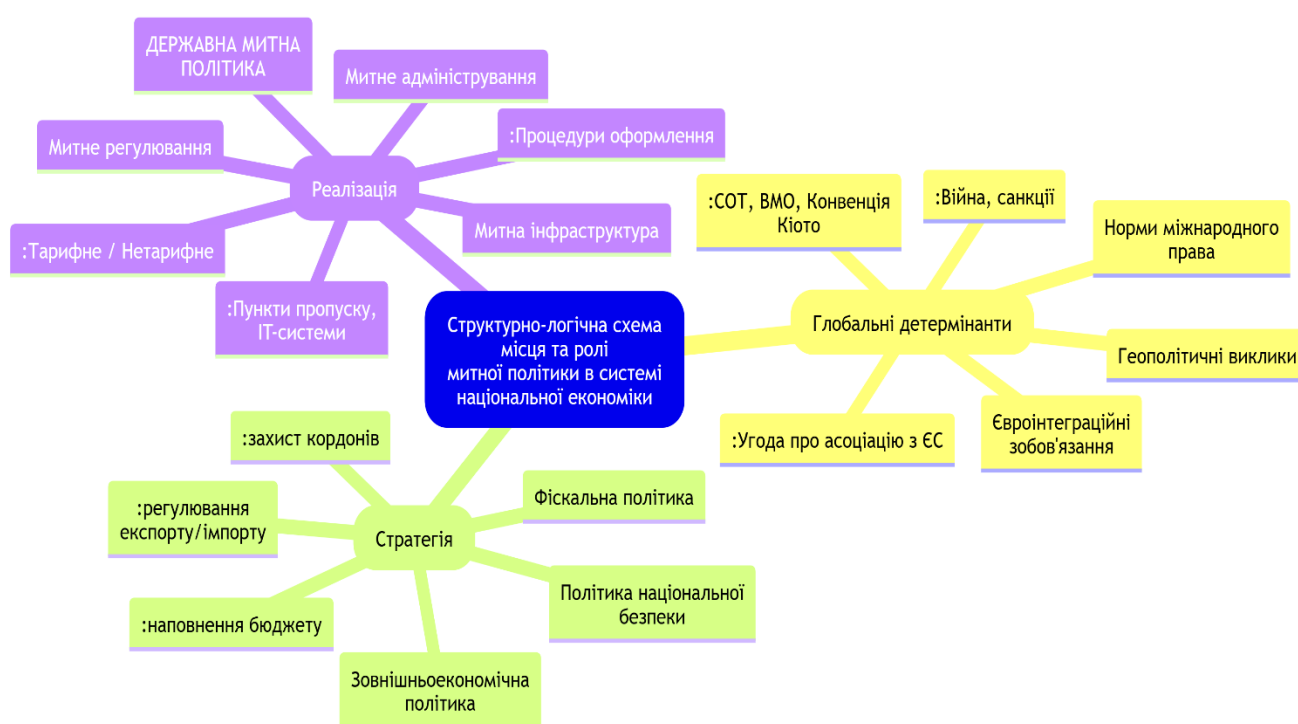 ДЕРЖАВНА МИТНА
ПОЛІТИКА
Митне адміністрування
:Процедури оформлення
Митне регулювання
Реалізація
Митна інфраструктура
:Тарифне / Нетарифне
:Пункти пропуску,
ІТ-системи
:СОТ, ВМО, Конвенція
Кіото
:Війна, санкції
Норми міжнародного
права
Глобальні детермінанти
Геополітичні виклики
Євроінтеграційні
зобов'язання
:Угода про асоціацію з ЄС
Структурно-логічна схема
місця та ролі
митної політики в системі
національної економіки
:захист кордонів
Фіскальна політика
:регулювання
експорту/імпорту
Стратегія
Політика національної
безпеки
:наповнення бюджету
Зовнішньоекономічна
політика